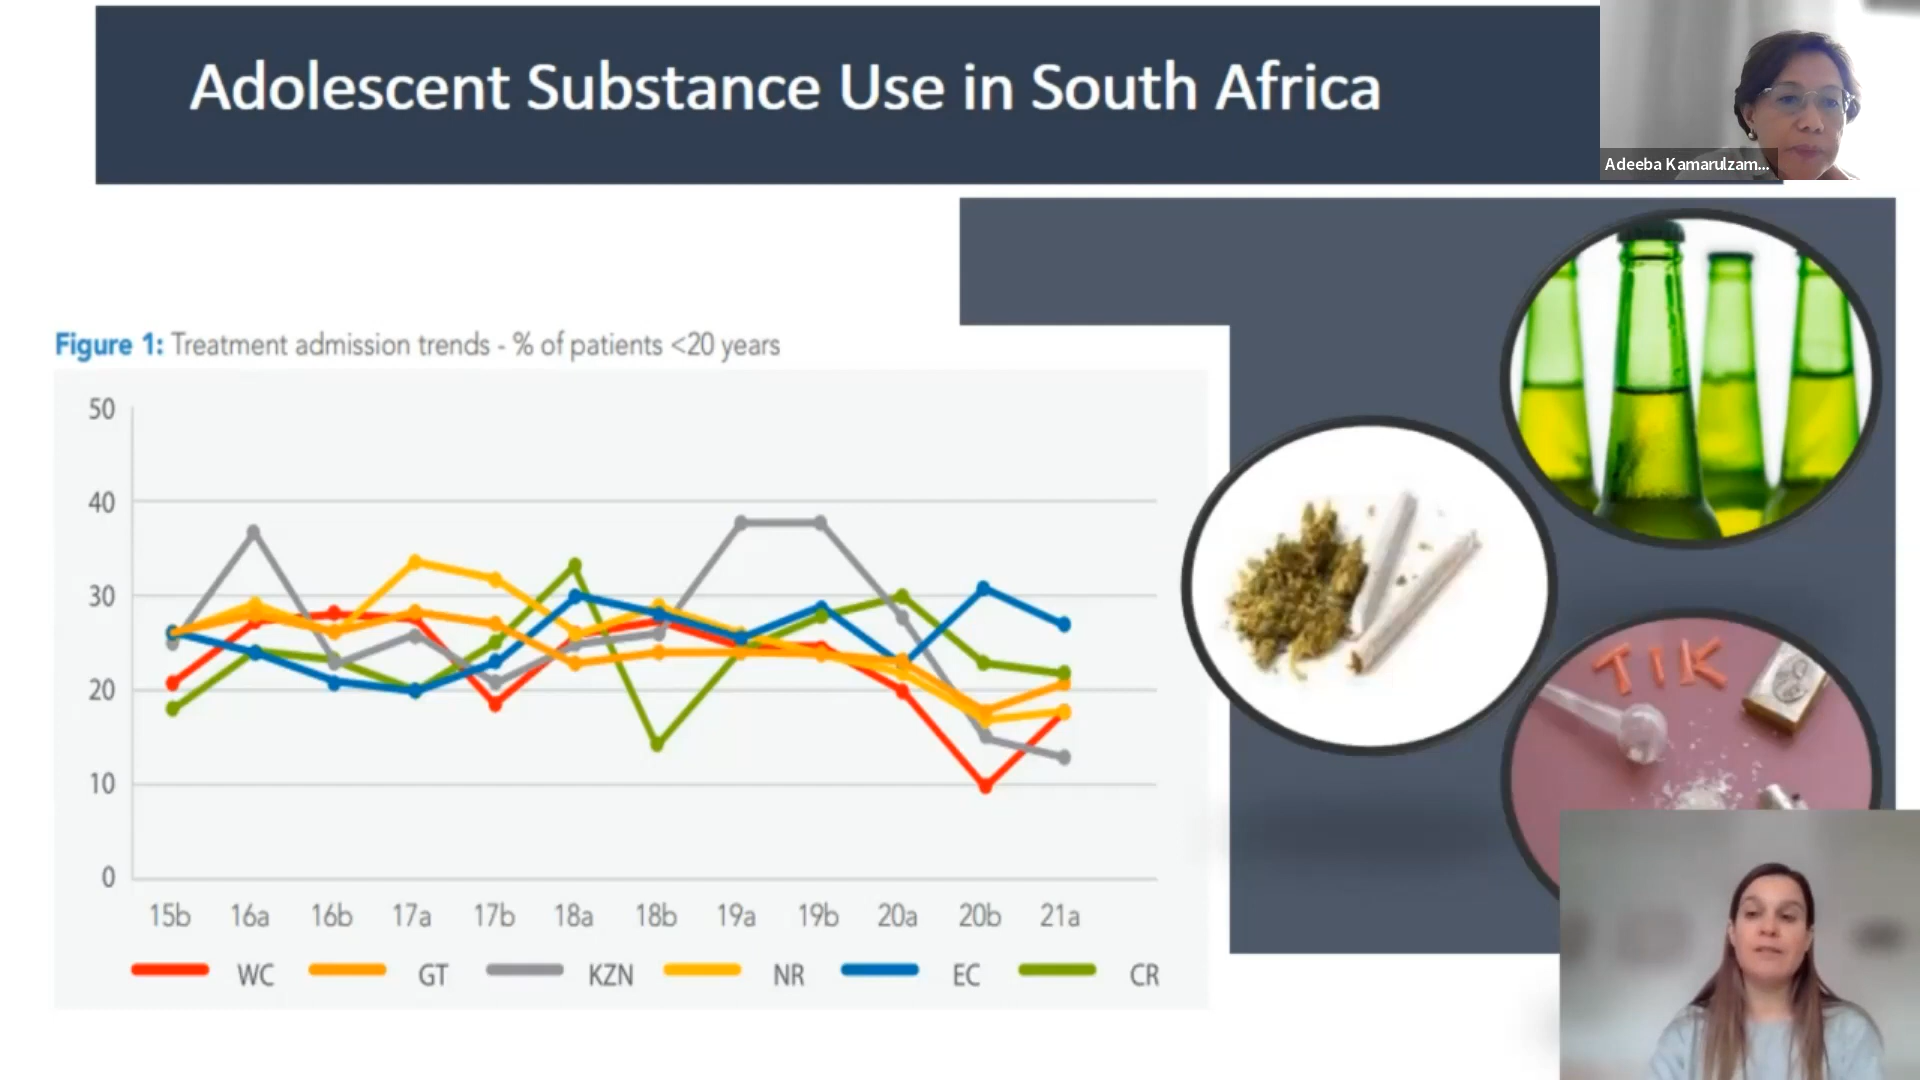 Adolescent Substance Use in South Africa
Adeeba Kamarulzam...
Figure 1: Treatment admission trends - % of patients <20 years
50
40
30
20
10
0
15b 16a 16b 17a 17b 18a 18b 19a 19b 20a 20b 21a
WC GT KZN NR EC CR
TIK